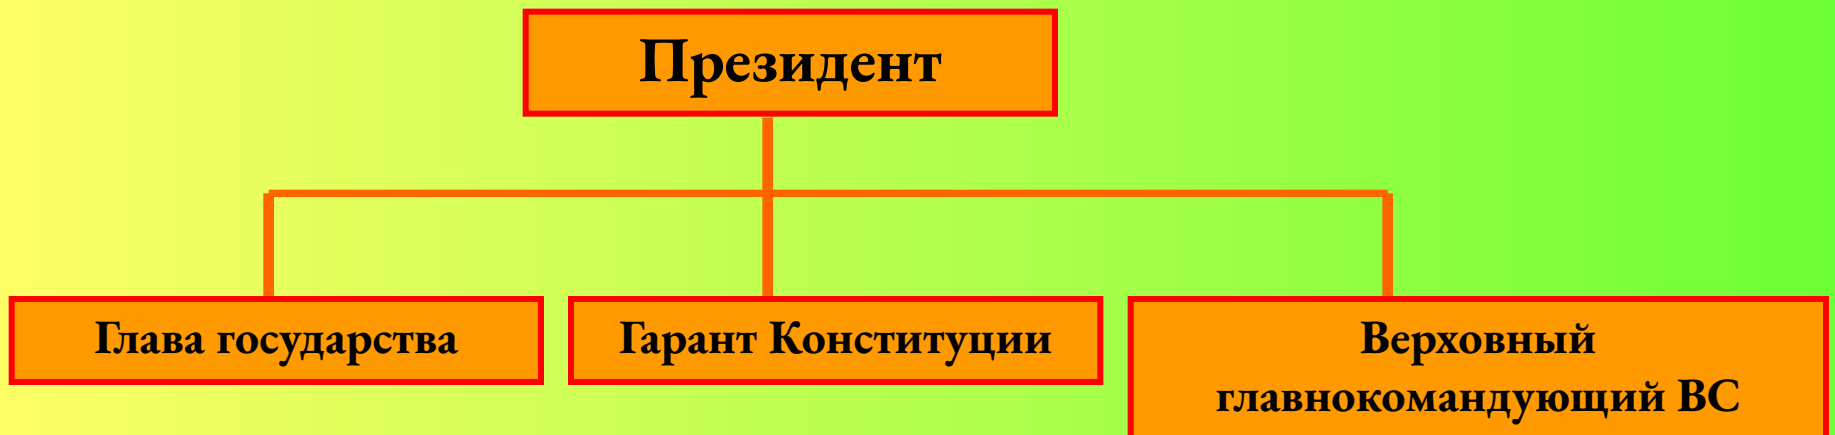 Президент
Глава государства
Гарант Конституции
Верховный
главнокомандующий ВС